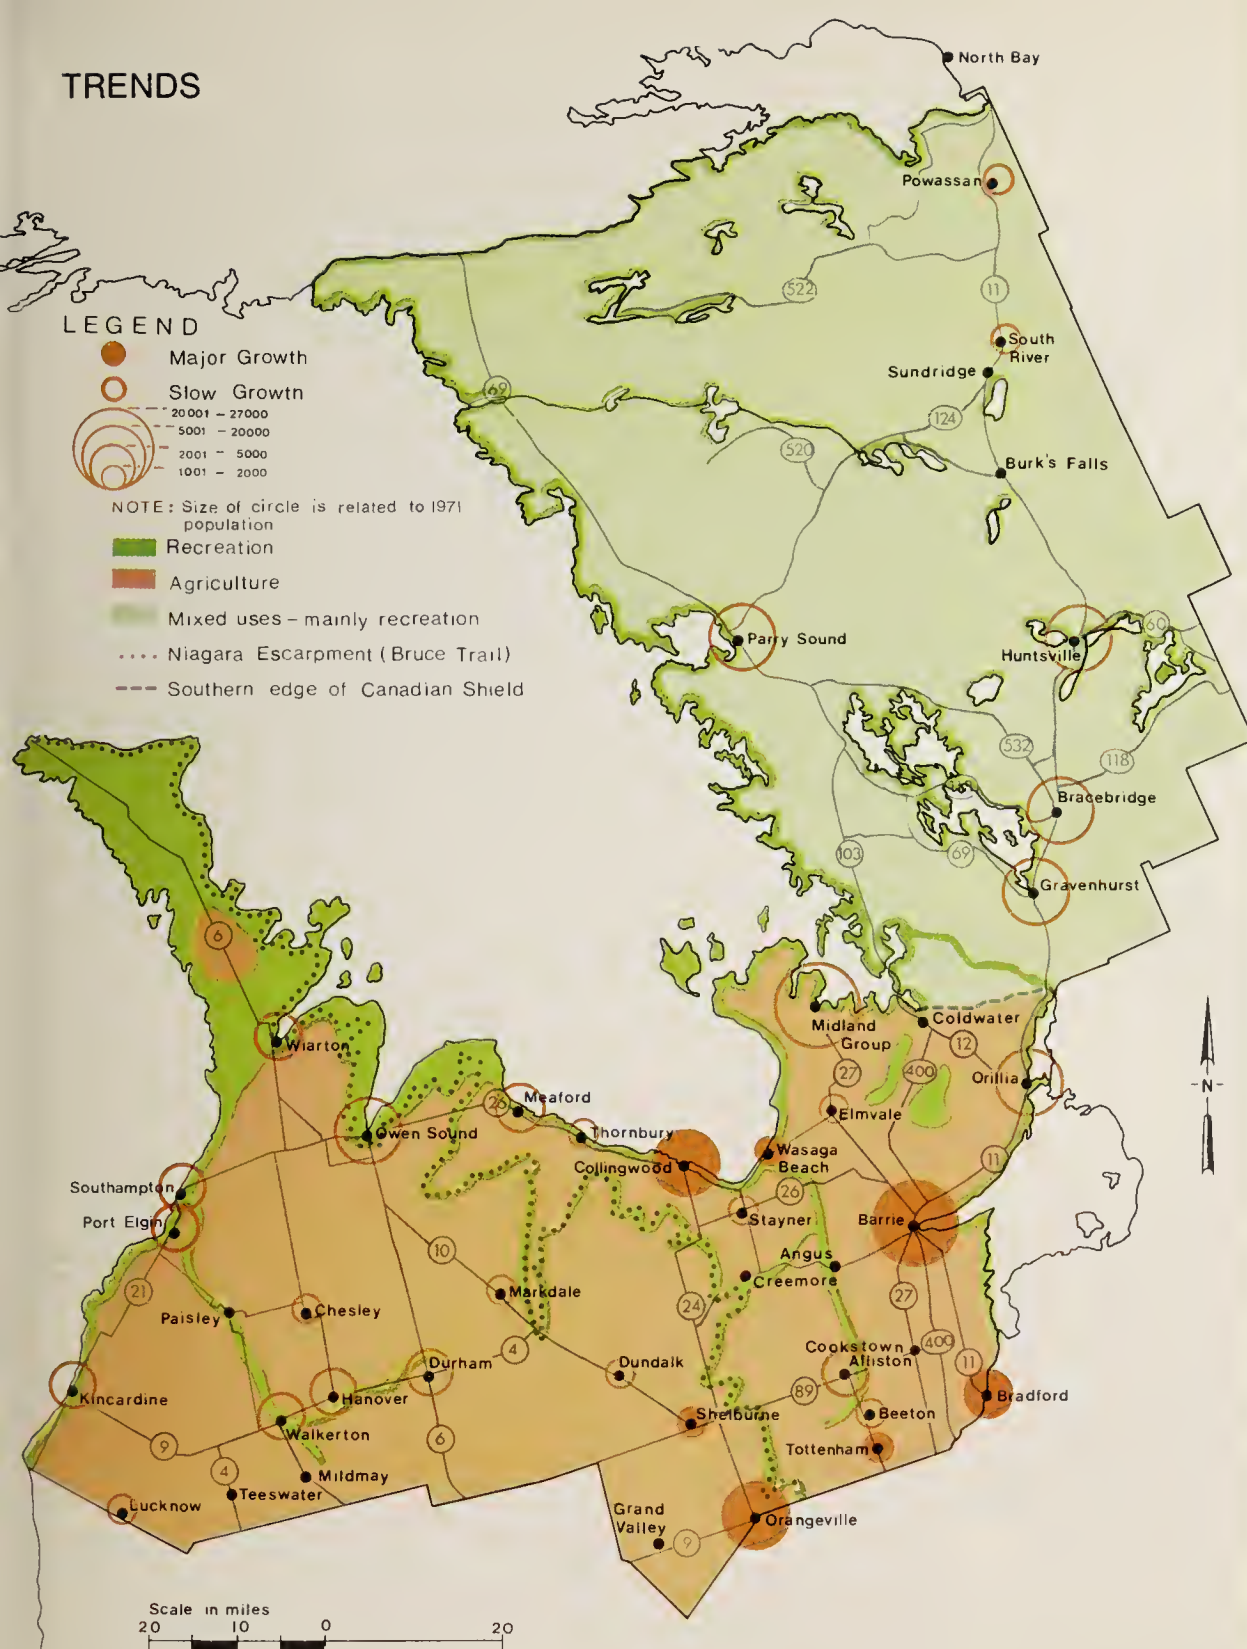 TRENDS
North Bay
Powassan
522
11
LEGEND
Major Growth
Slow Growth
20001 - 27000
5001 - 20000
2001 - 5000
1001 - 2000
NOTE: Size of circle is related to 1971
population
Recreation
Agriculture
Mixed uses - mainly recreation
.... Niagara Escarpment (Bruce Trail)
--- Southern edge of Canadian Shield
South
River
Sundridge
69
124
520
Burk's Falls
Parry Sound
60
Huntsville
532
118
Bracebridge
103
69
Gravenhurst
6
Wiarton
Midland
Group
Coldwater
12
-N-
27
400
Orillia
26
Meaford
Elmvale
Owen Sound
Thornbury
Collingwood
Wasaga
Beach
11
Southampton
Port Elgin
26
Stayner
Barrie
10
Angus
Creemore
21
Markdale
24
27
Paisley
Chesley
4
Cookstown
Alliston
400
11
Durham
Dundalk
89
Kincardine
Hanover
Bradford
Shelburne
Beeton
Walkerton
9
6
Tottenham
4
Mildmay
Teeswater
Lucknow
Grand
Valley
9
Orangeville
Scale in miles
20 10 0 20